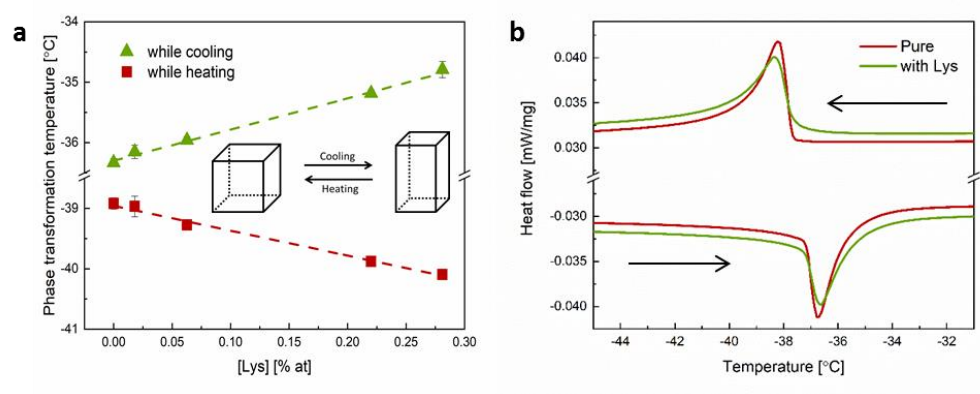 a
Phase transformation temperature [°C]
-34
-35
-36
-39
-40
-41
while cooling
while heating
Cooling
Heating
0.00 0.05 0.10 0.15 0.20 0.25 0.30
[Lys] [% at]
b
Heat flow [mW/mg]
0.040
0.035
0.030
-0.030
-0.035
-0.040
Pure
with Lys
-44 -42 -40 -38 -36 -34 -32
Temperature [°C]